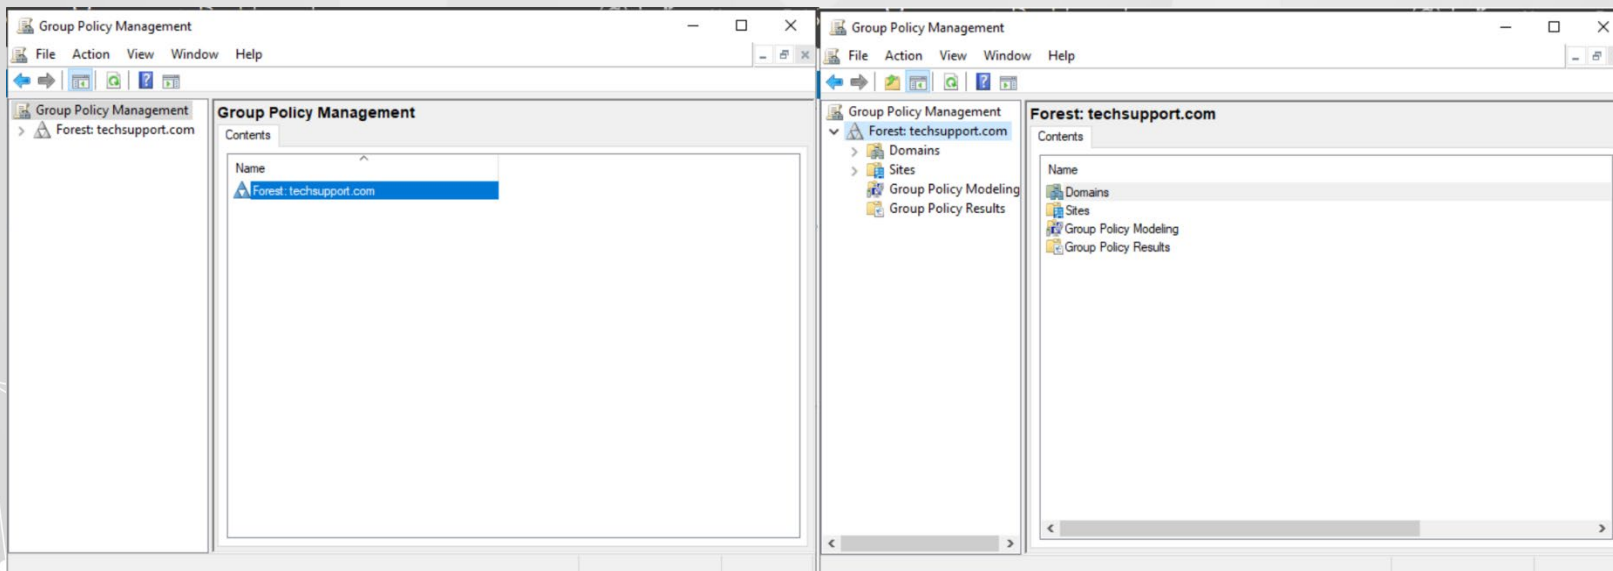 Group Policy Management
File Action View Window Help
Group Policy Management
Forest: techsupport.com
Group Policy Management
Contents
Name
Forest: techsupport.com
Group Policy Management
File Action View Window Help
Group Policy Management
Forest: techsupport.com
Domains
Sites
Group Policy Modeling
Group Policy Results
Forest: techsupport.com
Contents
Name
Domains
Sites
Group Policy Modeling
Group Policy Results